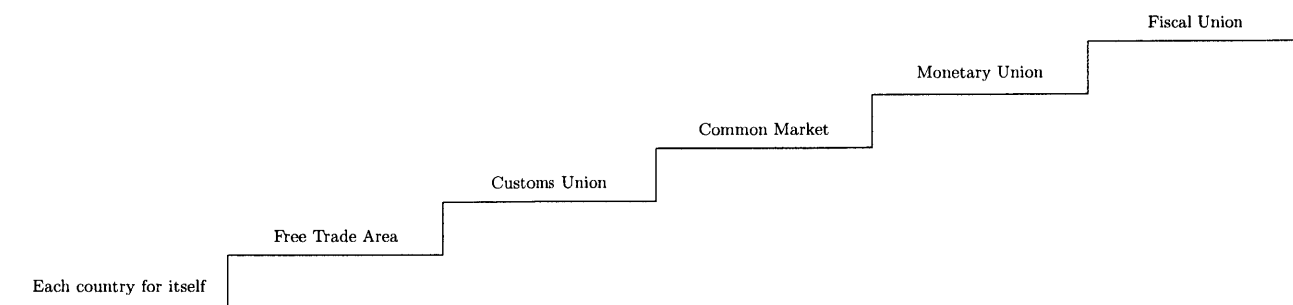 Fiscal Union
Monetary Union
Common Market
Customs Union
Free Trade Area
Each country for itself